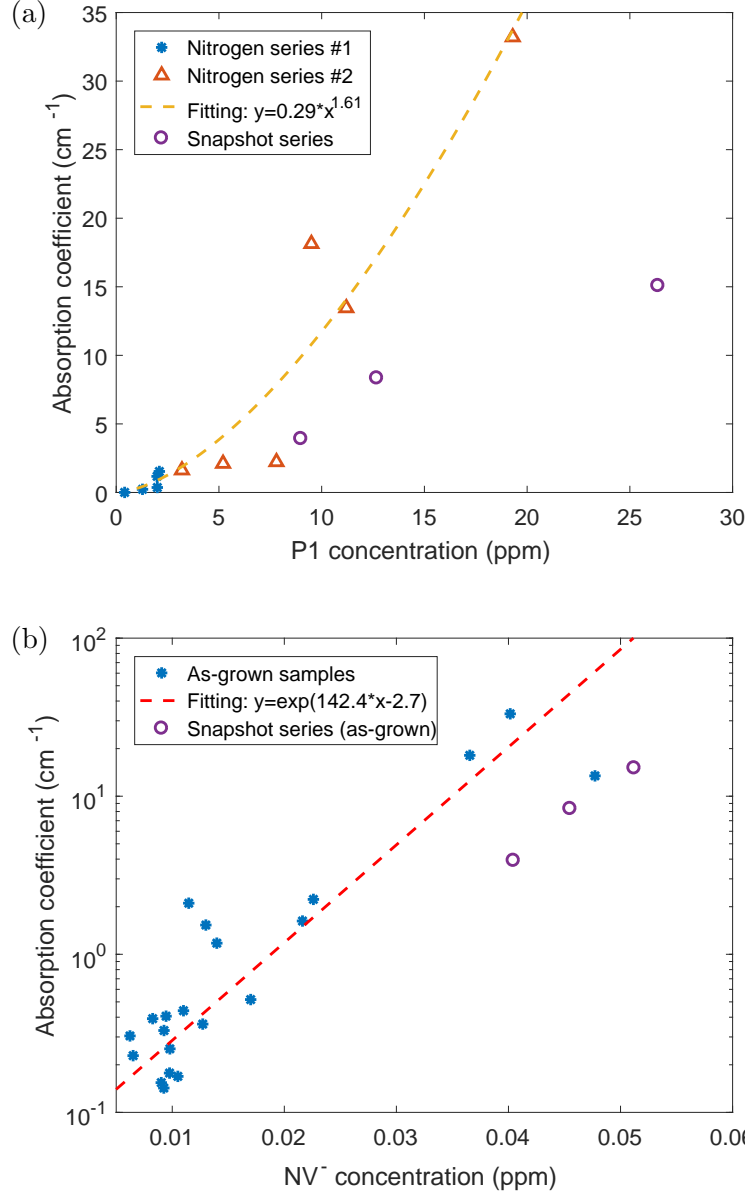 (a)
35
30
25
20
15
10
5
0
Absorption coefficient (cm⁻¹)
Nitrogen series #1
Nitrogen series #2
Fitting: y=0.29*x^1.61
Snapshot series
0 5 10 15 20 25 30
P1 concentration (ppm)
(b)
10²
10¹
10⁰
10⁻¹
Absorption coefficient (cm⁻¹)
As-grown samples
Fitting: y=exp(142.4*x-2.7)
Snapshot series (as-grown)
0.01 0.02 0.03 0.04 0.05 0.06
NV⁻ concentration (ppm)